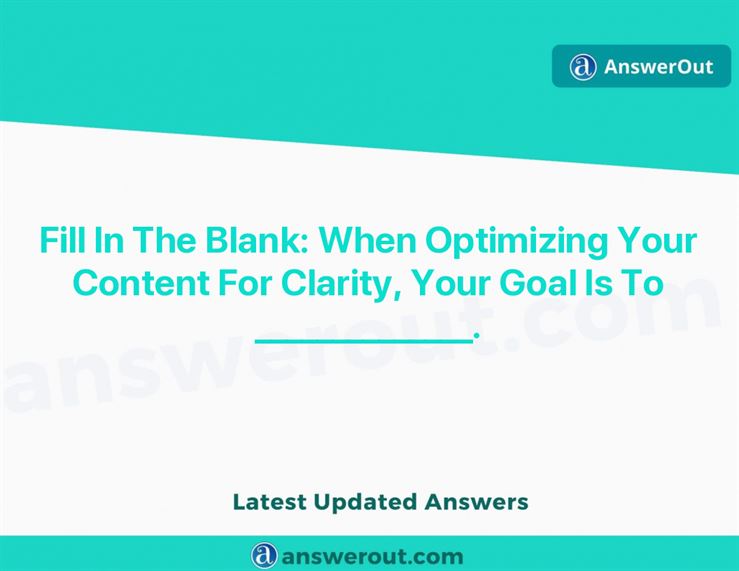 AnswerOut
Fill In The Blank: When Optimizing Your
Content For Clarity, Your Goal Is To
_______________.
answerout.com
Latest Updated Answers
answerout.com